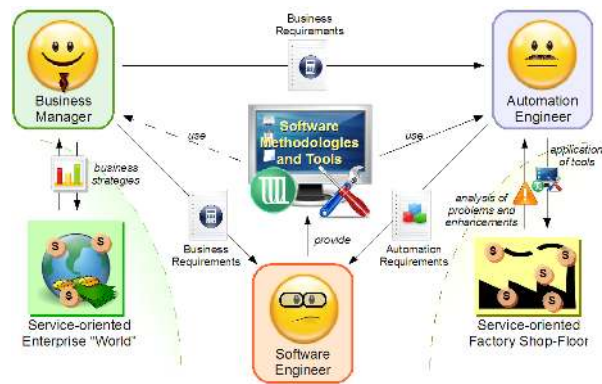 Business
Requirements
Business
Manager
Automation
Engineer
use
Software
Methodologies
and Tools
use
business
strategies
application
of tools
analysis of
problems and
enhancements
Business
Requirements
provide
Automation
Requirements
S
S
S
S
S
S
S
S
S
Service-oriented
Enterprise "World"
Software
Engineer
Service-oriented
Factory Shop-Floor